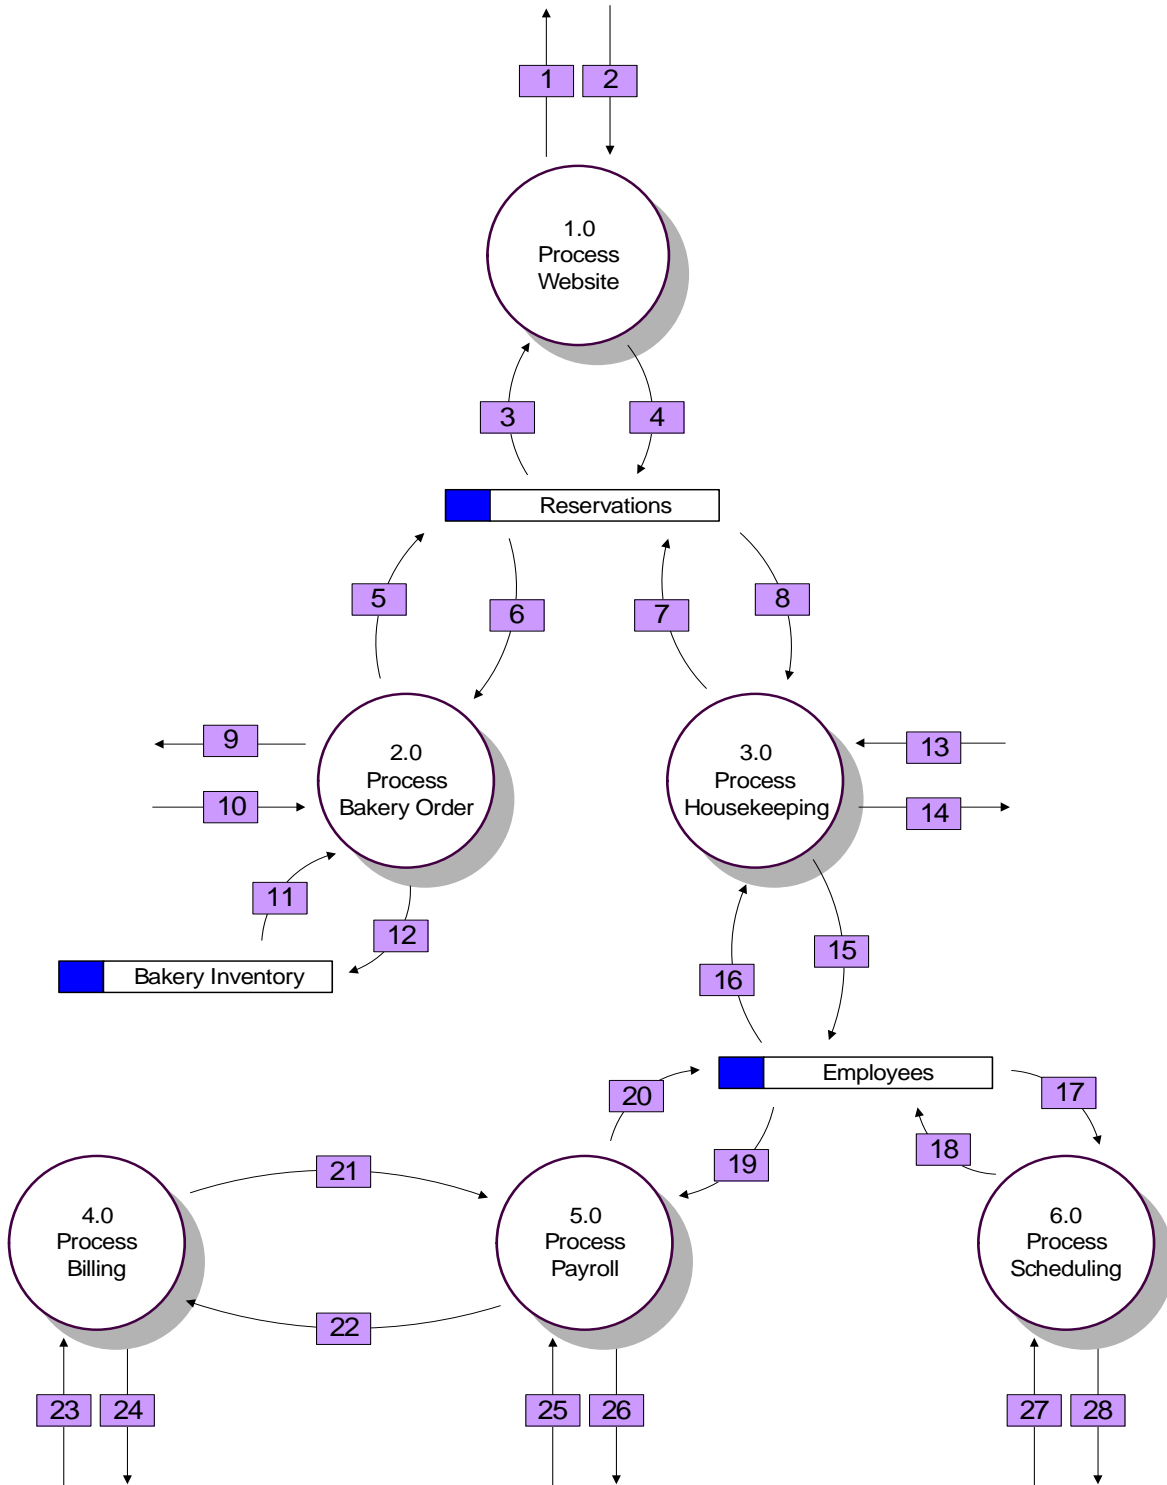 1
2
1.0
Process
Website
3
4
Reservations
5
6
7
8
9
10
2.0
Process
Bakery Order
3.0
Process
Housekeeping
13
14
11
12
Bakery Inventory
15
16
Employees
20
19
17
18
21
4.0
Process
Billing
5.0
Process
Payroll
6.0
Process
Scheduling
22
23
24
25
26
27
28